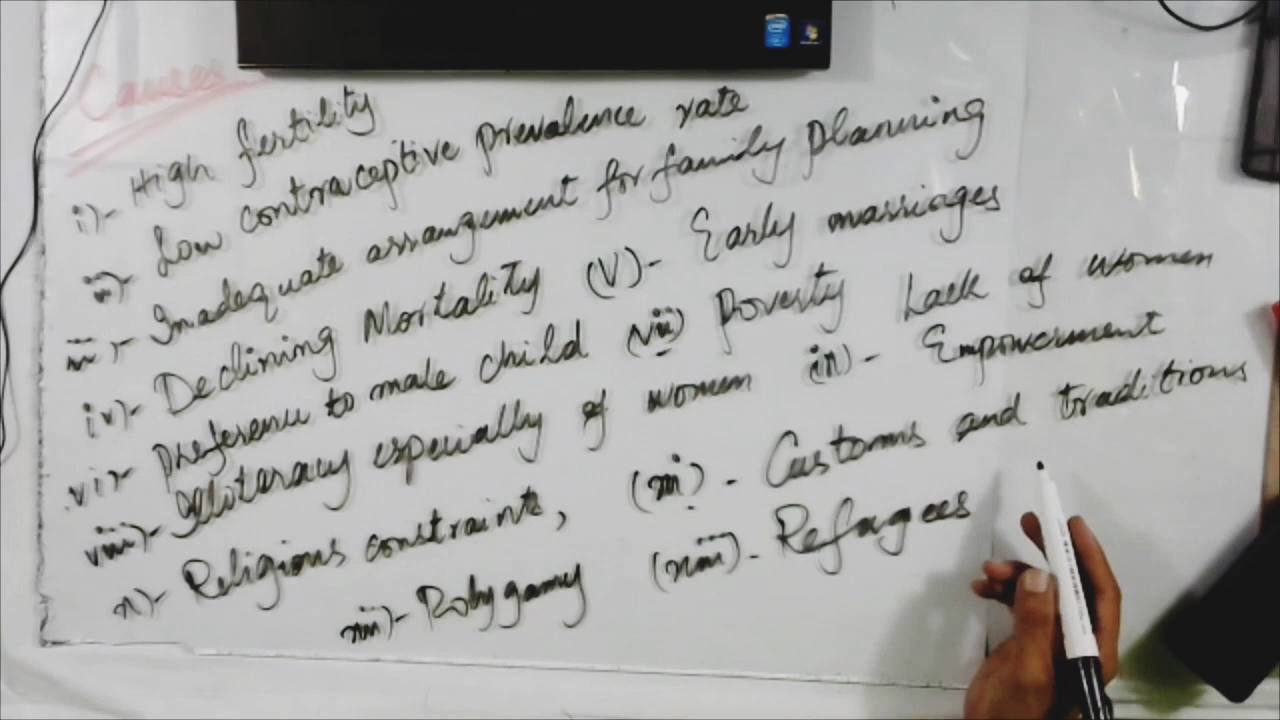 Causes
i)- High fertility
ii)- Low contraceptive prevalence rate
iii)- Inadequate arrangement for family planning
iv)- Declining Mortality (V)- Early marriages
vi)- Preference to male child (vii) Poverty Lack of women
viii)- Illiteracy especially of women (ix)- Empowerment
x)- Religious constraints, (xi)- Customs and traditions
xii)- Polygamy (xiii)- Refugees